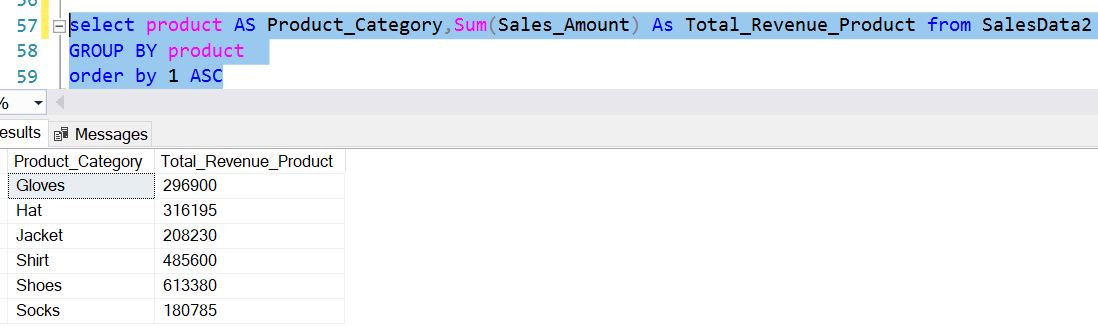 57 select product AS Product_Category,Sum(Sales_Amount) As Total_Revenue_Product from SalesData2
58 GROUP BY product
59 order by 1 ASC
%
esults Messages
Product_Category Total_Revenue_Product
Gloves 296900
Hat 316195
Jacket 208230
Shirt 485600
Shoes 613380
Socks 180785